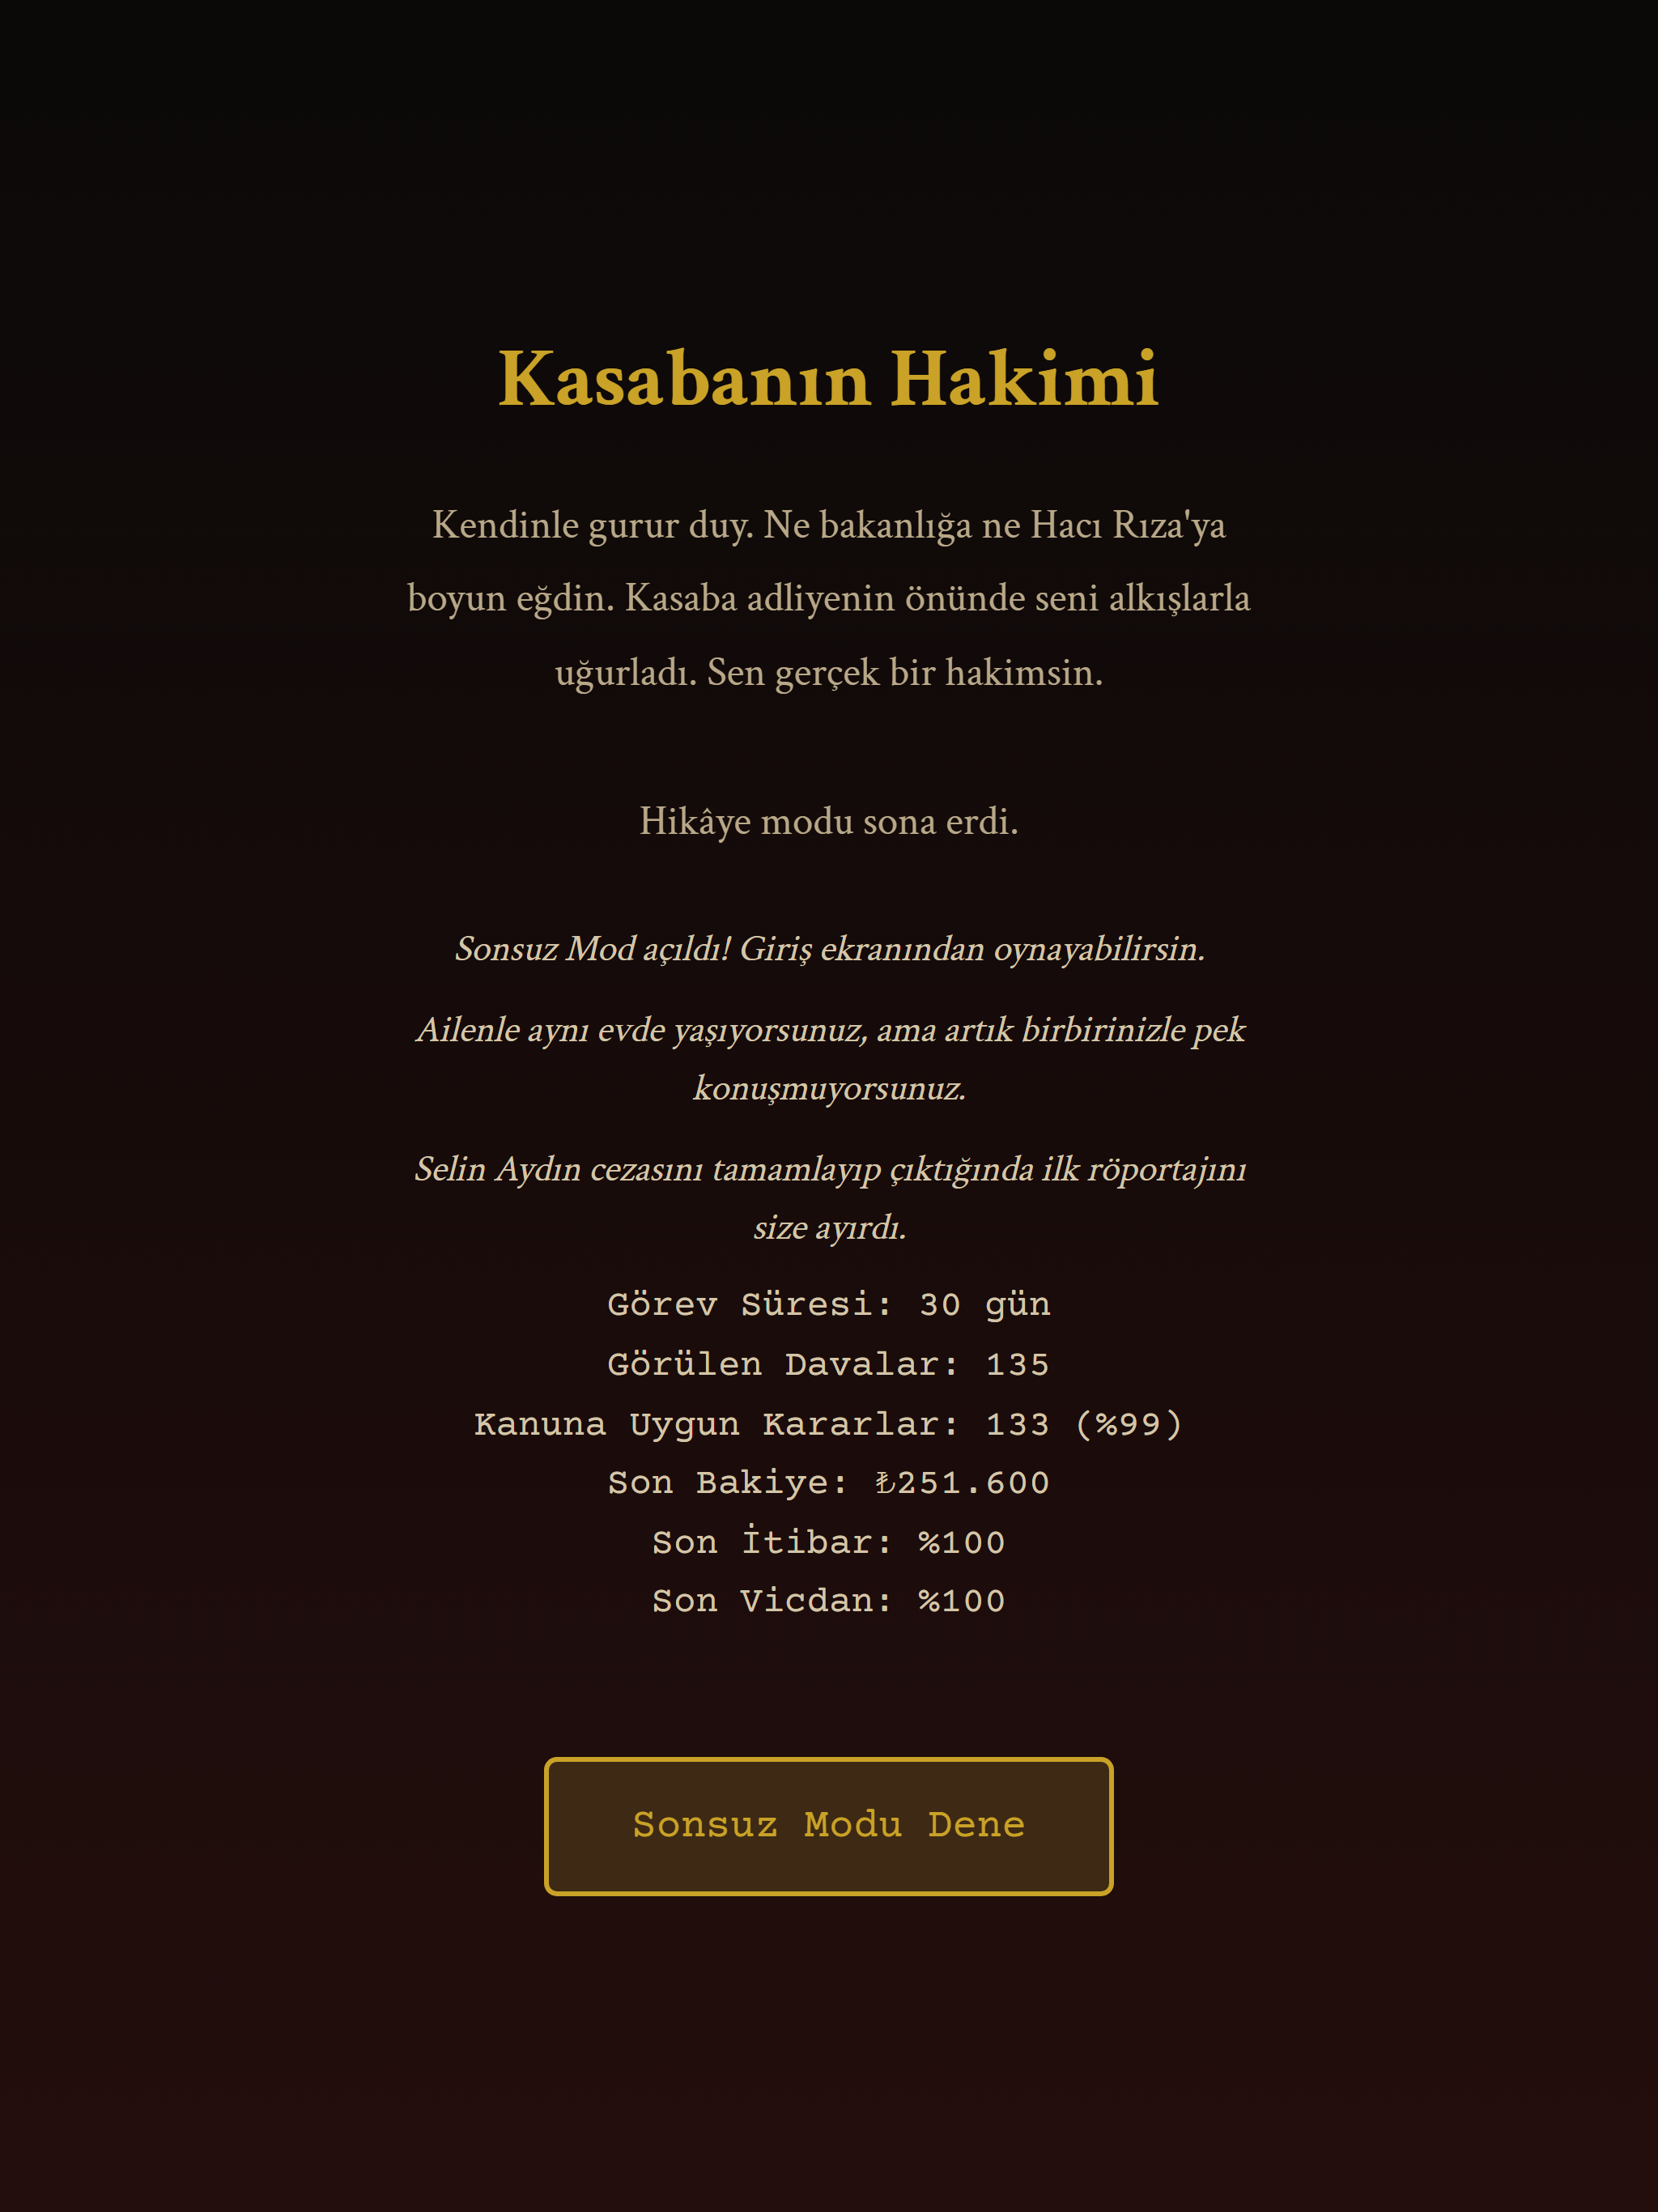 Kasabanın Hakimi
Kendinle gurur duy. Ne bakanlığa ne Hacı Rıza'ya
boyun eğdin. Kasaba adliyenin önünde seni alkışlarla
uğurladı. Sen gerçek bir hakimsin.
Hikâye modu sona erdi.
Sonsuz Mod açıldı! Giriş ekranından oynayabilirsin.
Ailenle aynı evde yaşıyorsunuz, ama artık birbirinizle pek
konuşmuyorsunuz.
Selin Aydın cezasını tamamlayıp çıktığında ilk röportajını
size ayırdı.
Görev Süresi: 30 gün
Görülen Davalar: 135
Kanuna Uygun Kararlar: 133 (%99)
Son Bakiye: ₺251.600
Son İtibar: %100
Son Vicdan: %100
Sonsuz Modu Dene